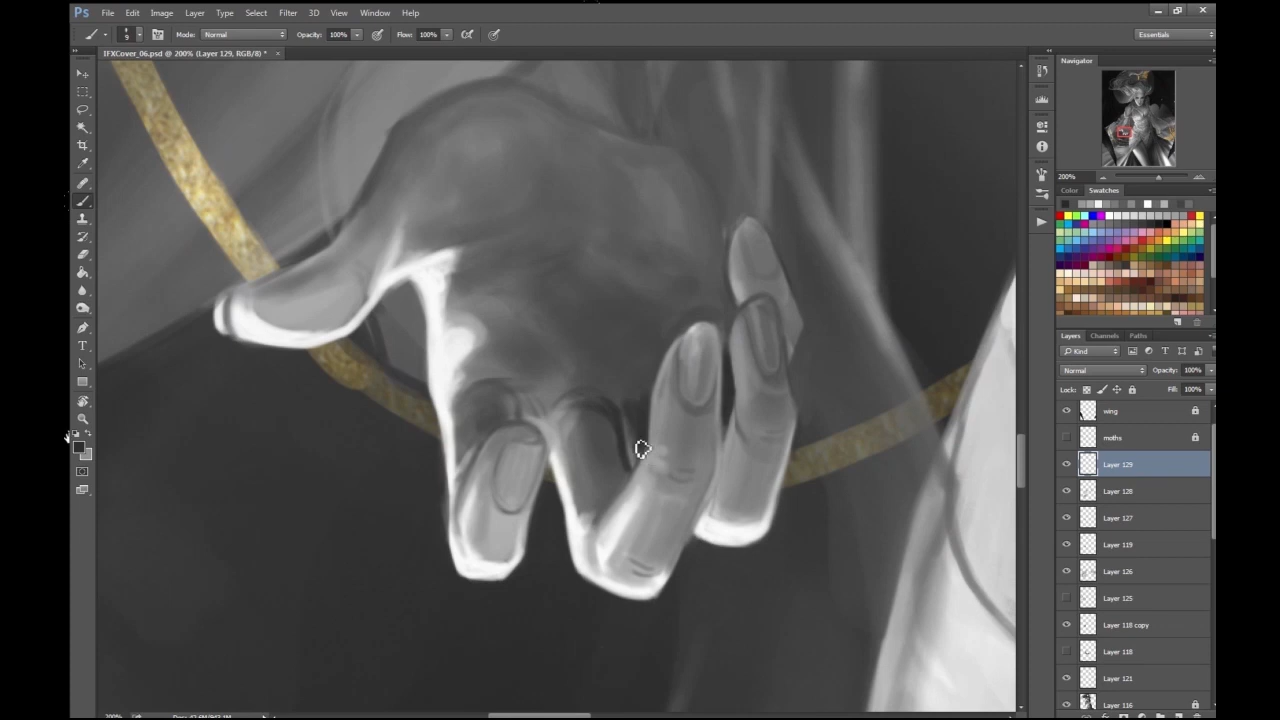 Ps File Edit Image Layer Type Select Filter 3D View Window Help
9 Mode: Normal Opacity: 100% Flow: 100% Essentials
IFXCover_06.psd @ 200% (Layer 129, RGB/8) * ×
Navigator
200%
Color Swatches
Layers Channels Paths
Kind
Normal Opacity: 100%
Lock: Fill: 100%
wing
moths
Layer 129
Layer 128
Layer 127
Layer 119
Layer 126
Layer 125
Layer 118 copy
Layer 118
Layer 121
Layer 116
200%